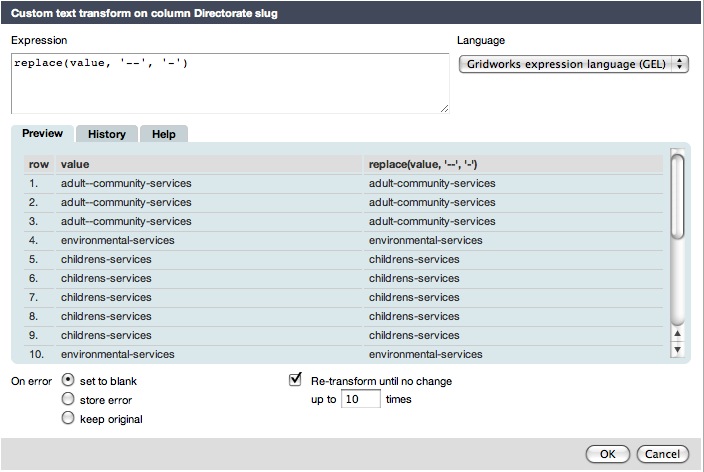 Custom text transform on column Directorate slug
Expression Language
replace(value, '--', '-') Gridworks expression language (GEL)
Preview History Help
row value replace(value, '--', '-')
1. adult--community-services adult-community-services
2. adult--community-services adult-community-services
3. adult--community-services adult-community-services
4. environmental-services environmental-services
5. childrens-services childrens-services
6. childrens-services childrens-services
7. childrens-services childrens-services
8. childrens-services childrens-services
9. childrens-services childrens-services
10. environmental-services environmental-services
On error set to blank Re-transform until no change
store error up to 10 times
keep original
OK Cancel